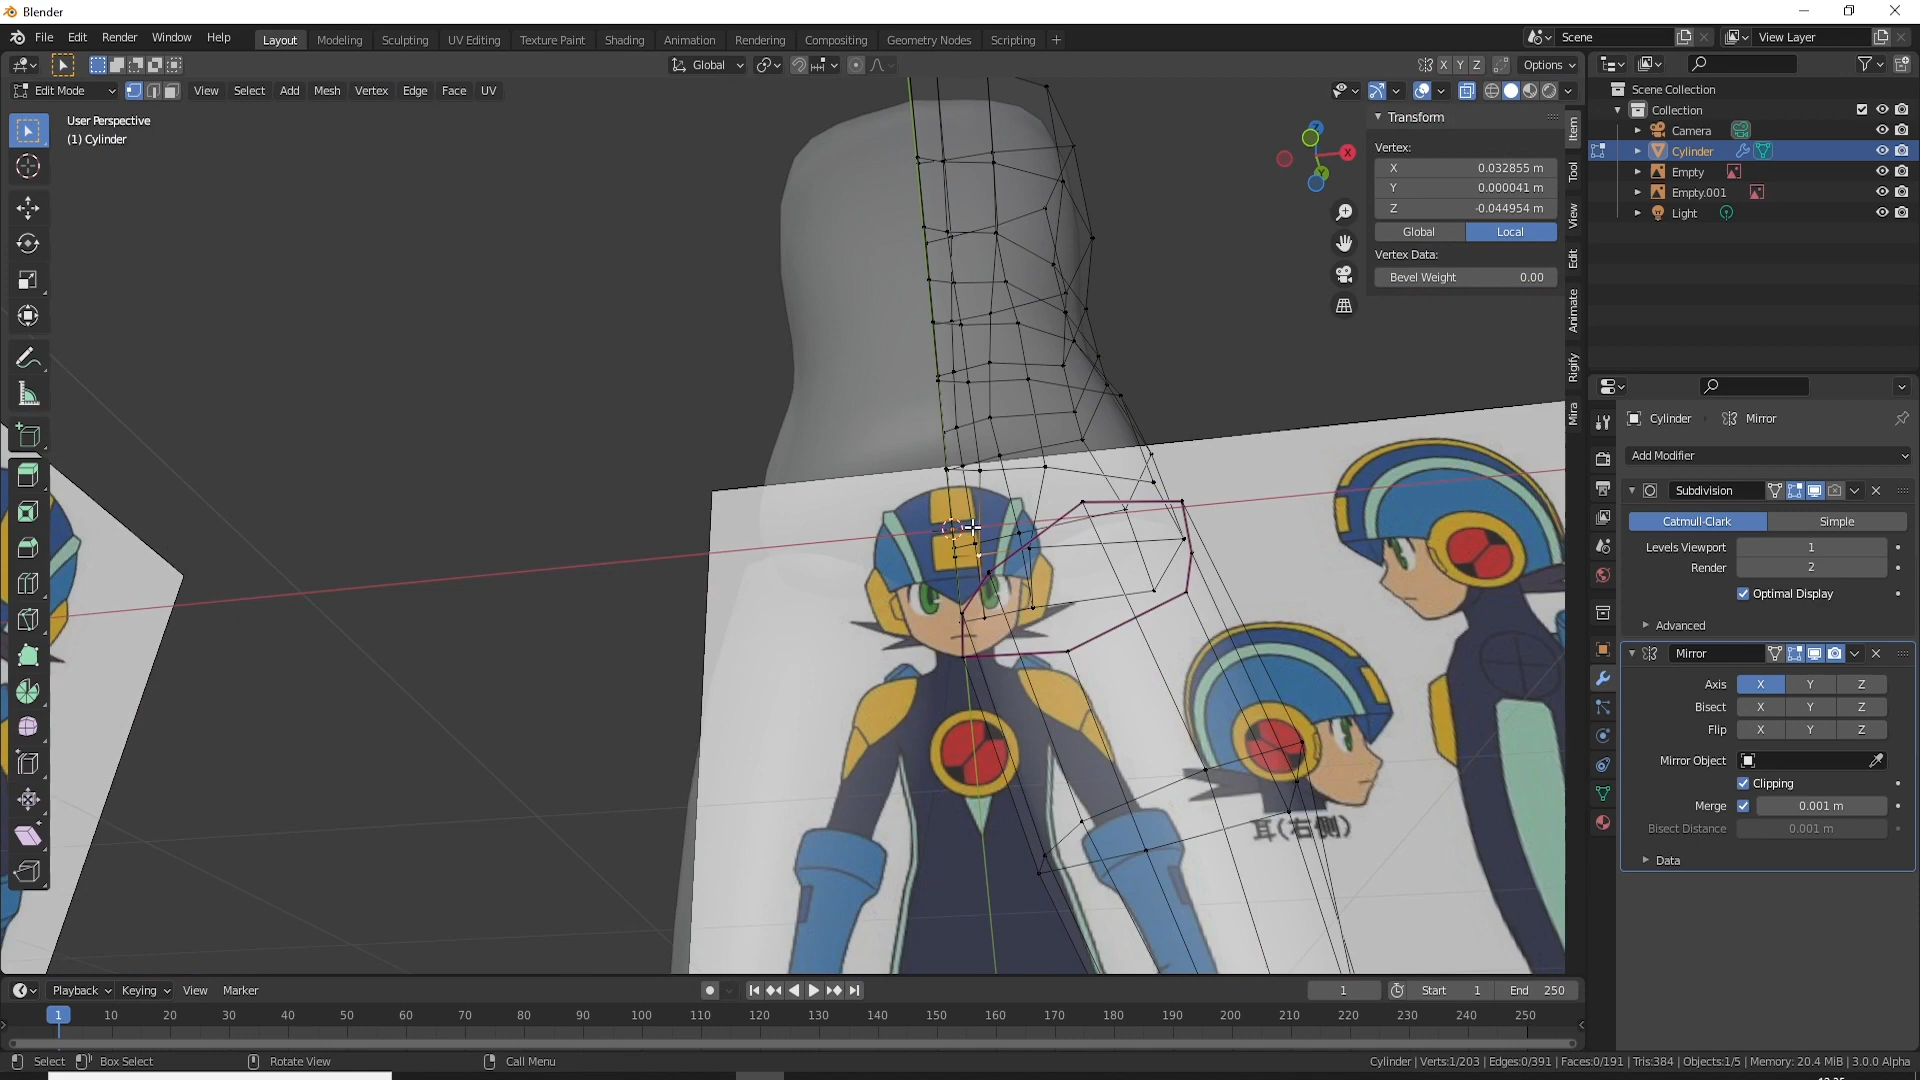 Blender
File Edit Render Window Help
Layout Modeling Sculpting UV Editing Texture Paint Shading Animation Rendering Compositing Geometry Nodes Scripting +
Scene
View Layer
Global
X Y Z
Options
Edit Mode
View Select Add Mesh Vertex Edge Face UV
User Perspective
(1) Cylinder
Z
X
Y
Transform
Vertex:
X 0.032855 m
Y 0.000041 m
Z -0.044954 m
Global Local
Vertex Data:
Bevel Weight 0.00
Item
Tool
View
Edit
Animate
Rigify
Mira
Scene Collection
Collection
Camera
Cylinder
Empty
Empty.001
Light
Cylinder Mirror
Add Modifier
Subdivision
Catmull-Clark Simple
Levels Viewport 1
Render 2
Optimal Display
Advanced
Mirror
Axis X Y Z
Bisect X Y Z
Flip X Y Z
Mirror Object
Clipping
Merge 0.001 m
Bisect Distance 0.001 m
Data
耳(右側)
Playback Keying View Marker
1
Start 1
End 250
1 10 20 30 40 50 60 70 80 90 100 110 120 130 140 150 160 170 180 190 200 210 220 230 240 250
Select Box Select Rotate View Call Menu
Cylinder | Verts:1/203 | Edges:0/391 | Faces:0/191 | Tris:384 | Objects:1/5 | Memory: 20.4 MiB | 3.0.0 Alpha